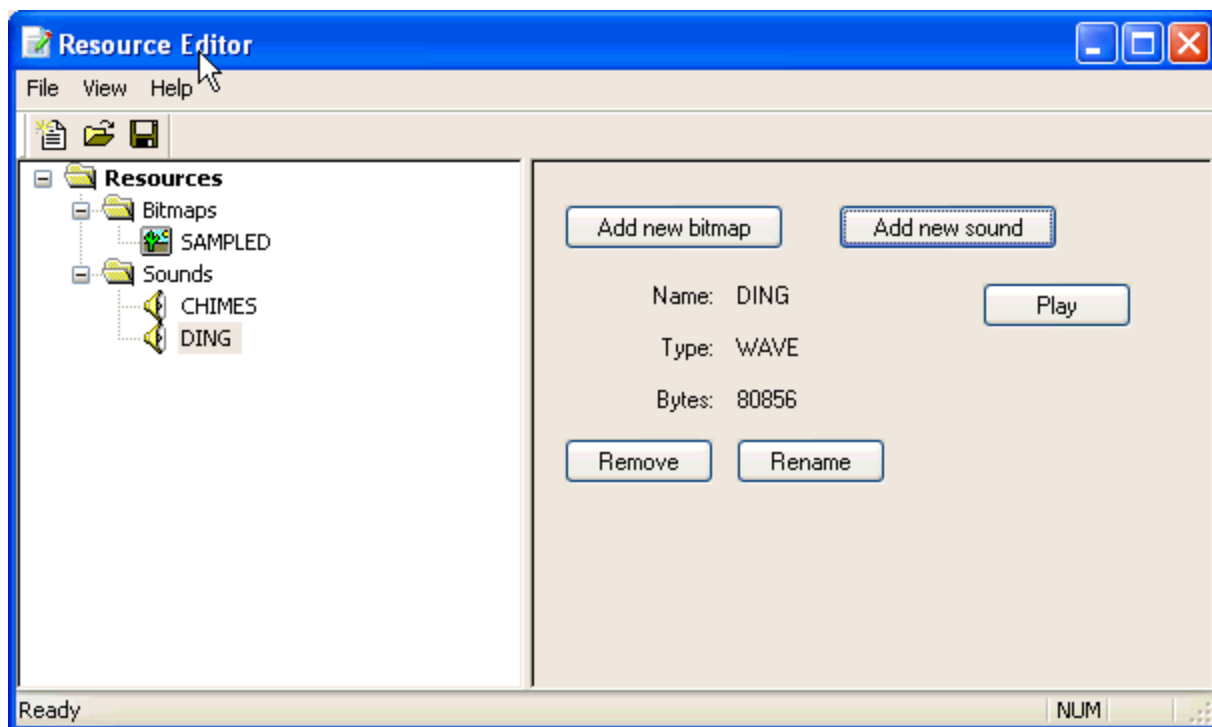 Resource Editor
File View Help
Resources
Bitmaps
SAMPLED
Sounds
CHIMES
DING
Add new bitmap Add new sound
Name: DING Play
Type: WAVE
Bytes: 80856
Remove Rename
Ready NUM